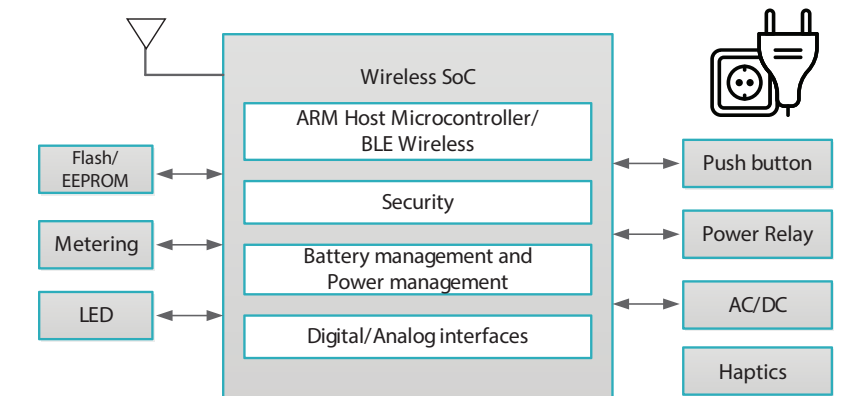 Wireless SoC
ARM Host Microcontroller/
BLE Wireless
Security
Battery management and
Power management
Digital/Analog interfaces
Flash/
EEPROM
Metering
LED
Push button
Power Relay
AC/DC
Haptics